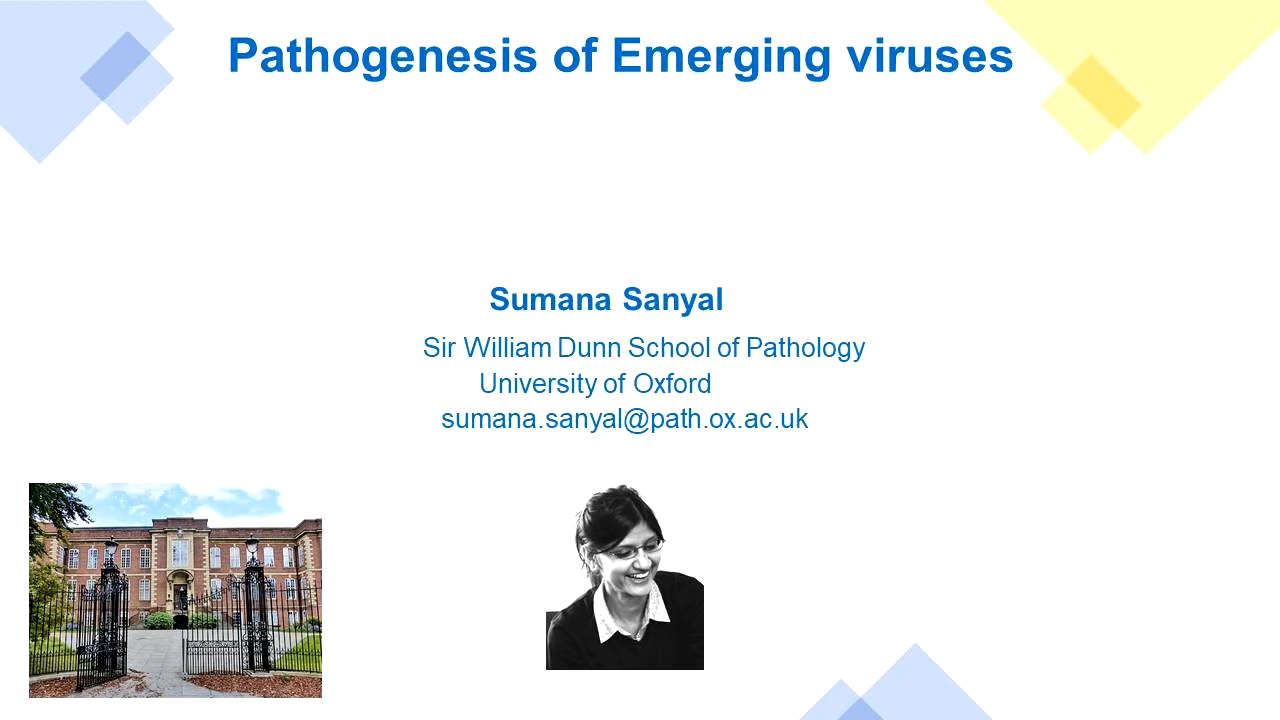 Pathogenesis of Emerging viruses
Sumana Sanyal
Sir William Dunn School of Pathology
University of Oxford
sumana.sanyal@path.ox.ac.uk